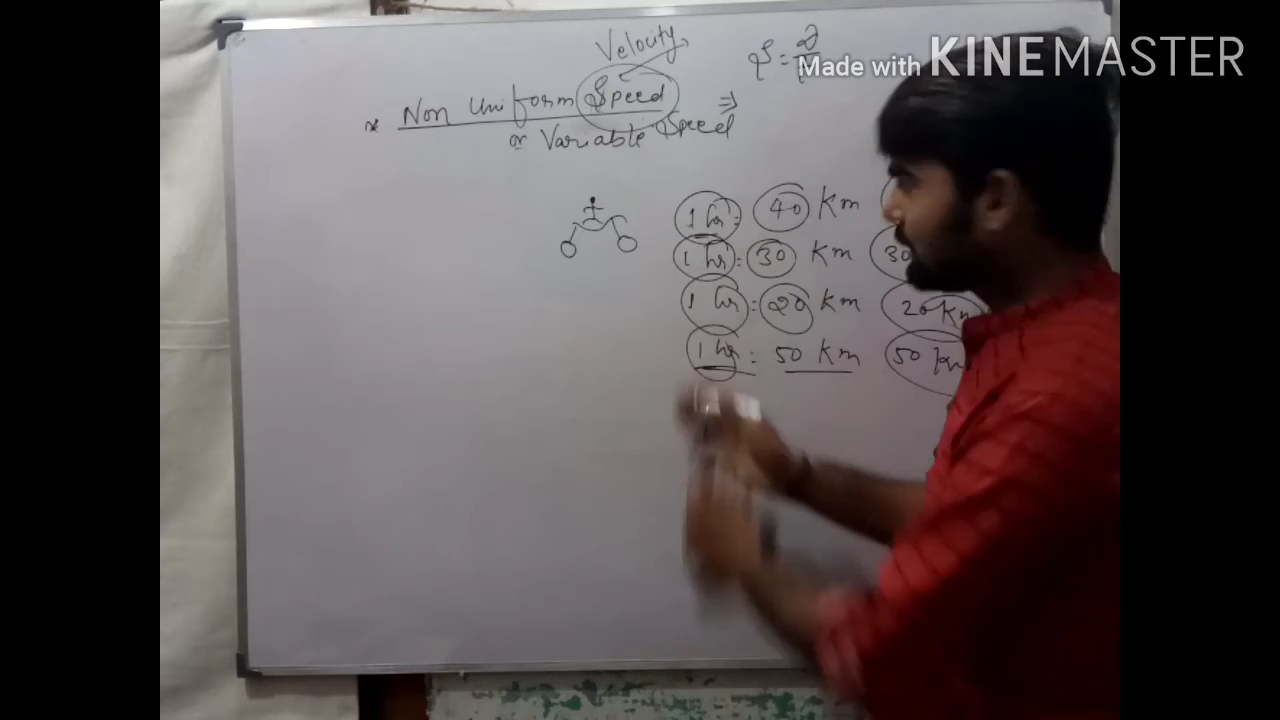 Velocity
Made with KINEMASTER
* Non Uniform Speed ⇒
or Variable Speed
1 hr : 40 Km
1 hr : 30 Km 30
1 hr : 20 Km 20 Km
1 hr : 50 Km 50 Km